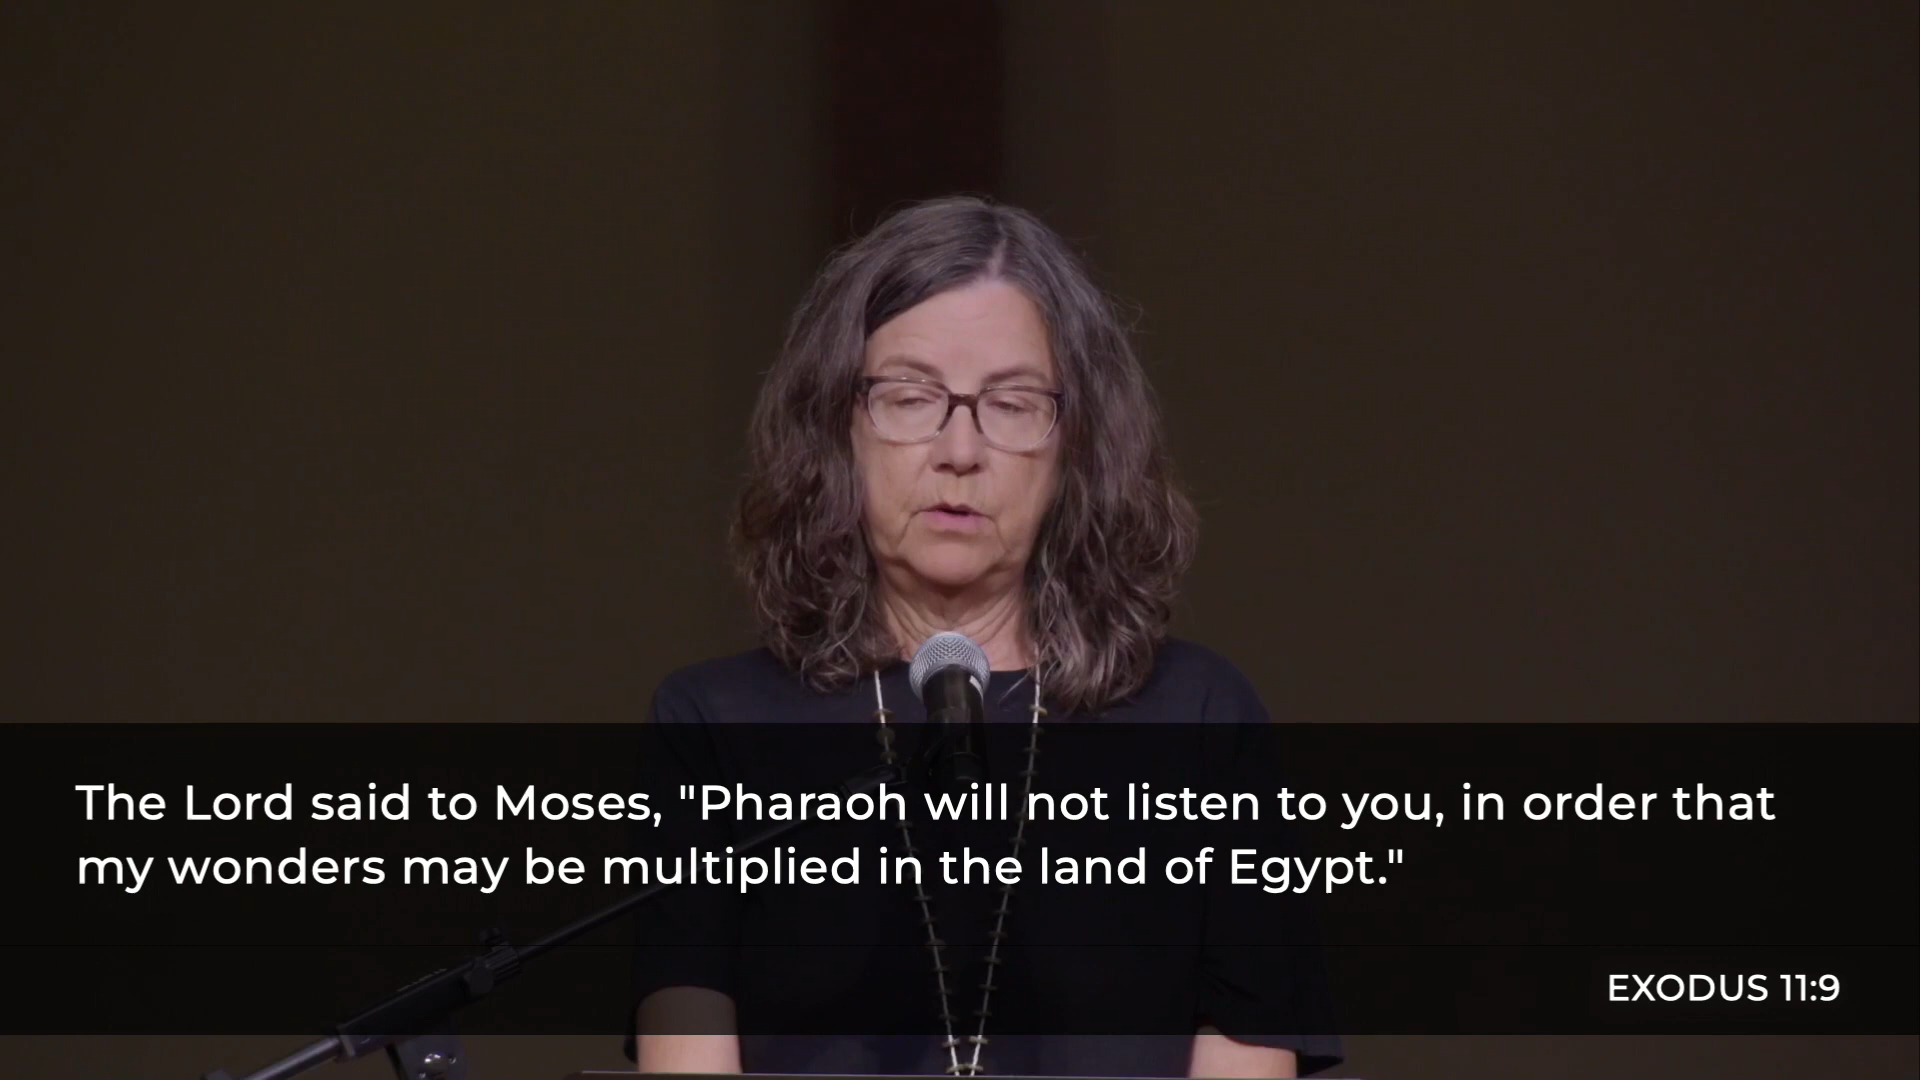 The Lord said to Moses, "Pharaoh will not listen to you, in order that
my wonders may be multiplied in the land of Egypt."
EXODUS 11:9